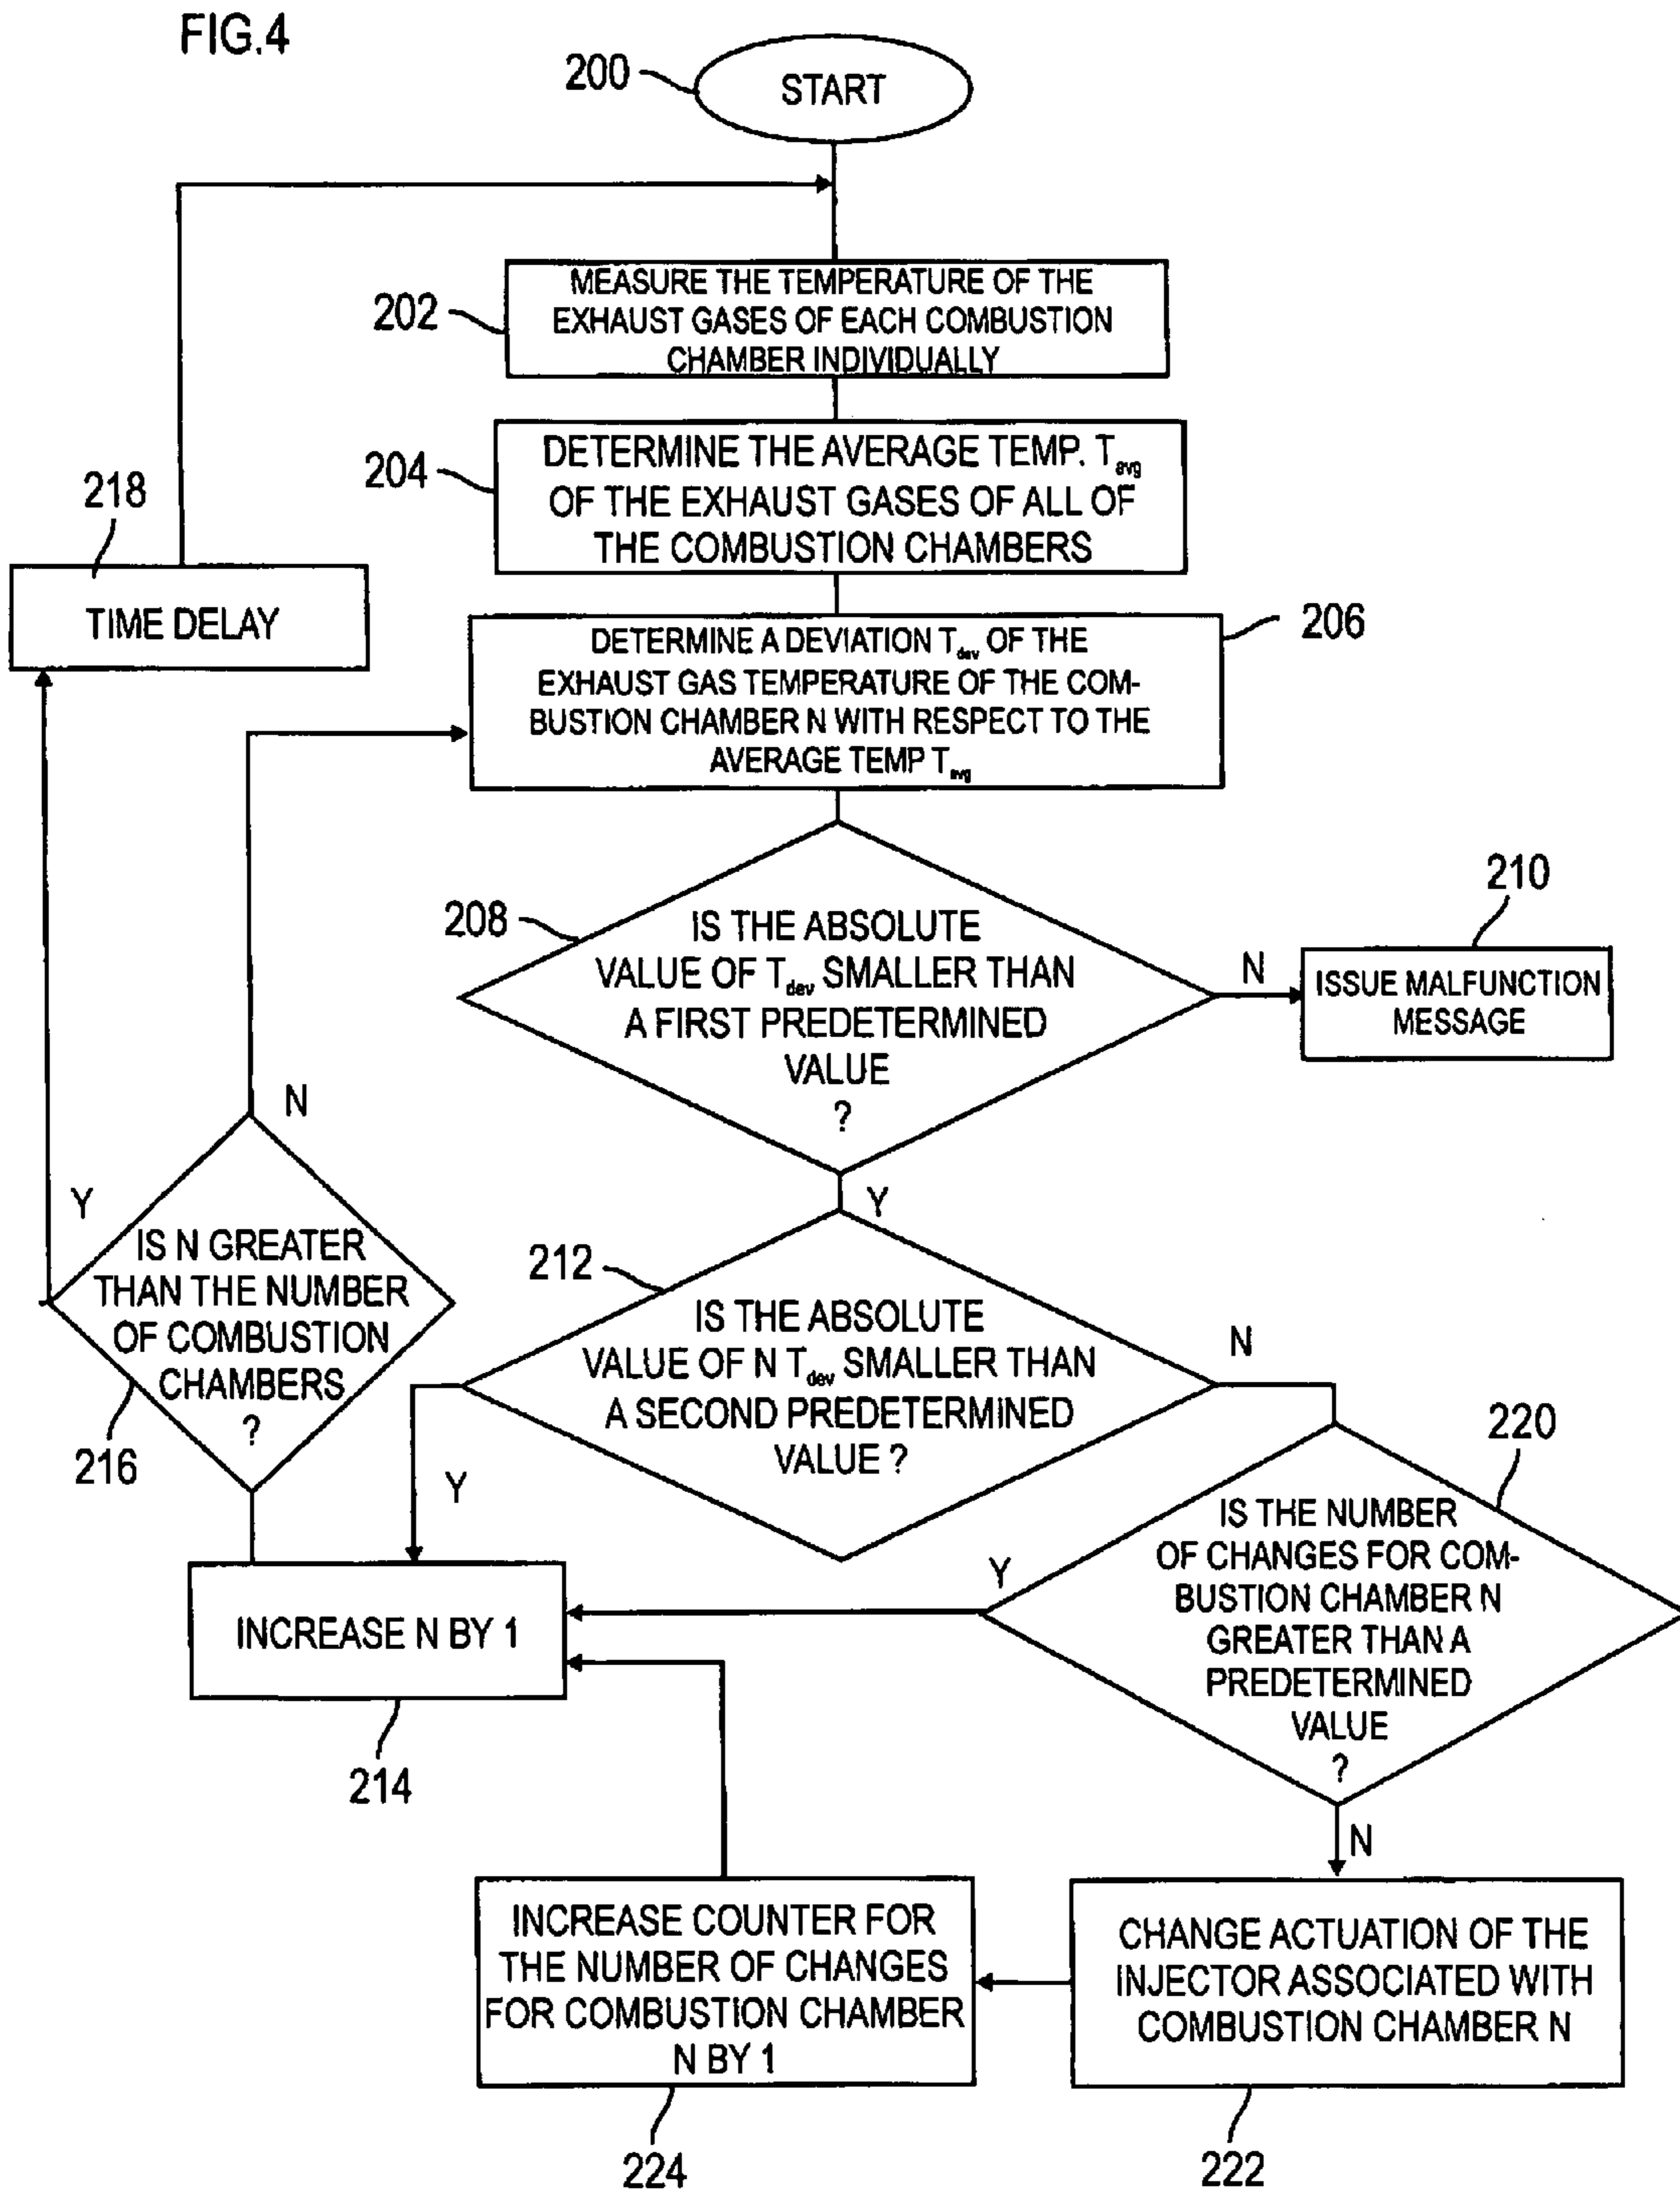 FIG.4
200
START
202
MEASURE THE TEMPERATURE OF THE
EXHAUST GASES OF EACH COMBUSTION
CHAMBER INDIVIDUALLY
204
DETERMINE THE AVERAGE TEMP. Tavg
OF THE EXHAUST GASES OF ALL OF
THE COMBUSTION CHAMBERS
218
TIME DELAY
206
DETERMINE A DEVIATION Tdev OF THE
EXHAUST GAS TEMPERATURE OF THE COM-
BUSTION CHAMBER N WITH RESPECT TO THE
AVERAGE TEMP Tavg
208
IS THE ABSOLUTE
VALUE OF Tdev SMALLER THAN
A FIRST PREDETERMINED
VALUE
?
N
210
ISSUE MALFUNCTION
MESSAGE
Y
N
Y
IS N GREATER
THAN THE NUMBER
OF COMBUSTION
CHAMBERS
?
216
212
IS THE ABSOLUTE
VALUE OF N Tdev SMALLER THAN
A SECOND PREDETERMINED
VALUE ?
N
Y
220
IS THE NUMBER
OF CHANGES FOR COM-
BUSTION CHAMBER N
GREATER THAN A
PREDETERMINED
VALUE
?
Y
N
INCREASE N BY 1
214
INCREASE COUNTER FOR
THE NUMBER OF CHANGES
FOR COMBUSTION CHAMBER
N BY 1
224
CHANGE ACTUATION OF THE
INJECTOR ASSOCIATED WITH
COMBUSTION CHAMBER N
222